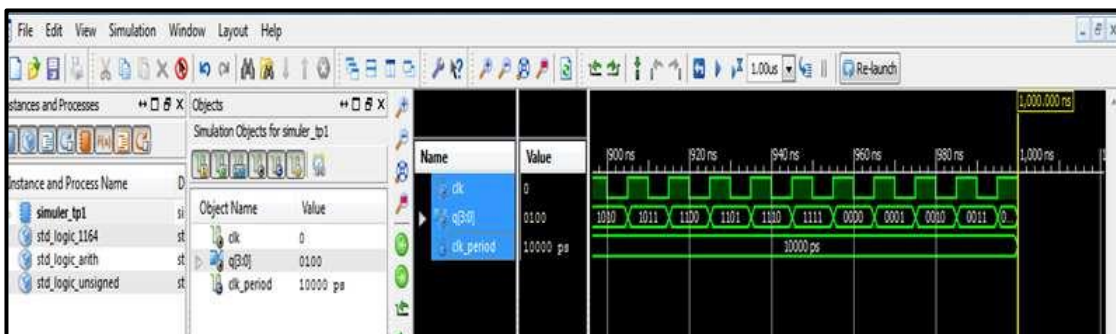 File Edit View Simulation Window Layout Help
1.00us Re-launch
stances and Processes
Instance and Process Name
simuler_tp1
std_logic_1164
std_logic_arith
std_logic_unsigned
Objects
Simulation Objects for simuler_tp1
Object Name Value
clk 0
q[3:0] 0100
clk_period 10000 ps
Name Value
clk 0
q[3:0] 0100
clk_period 10000 ps
1,000.000 ns
900 ns 920 ns 940 ns 960 ns 980 ns 1,000 ns
1010 1011 1100 1101 1110 1111 0000 0001 0010 0011 0...
10000 ps